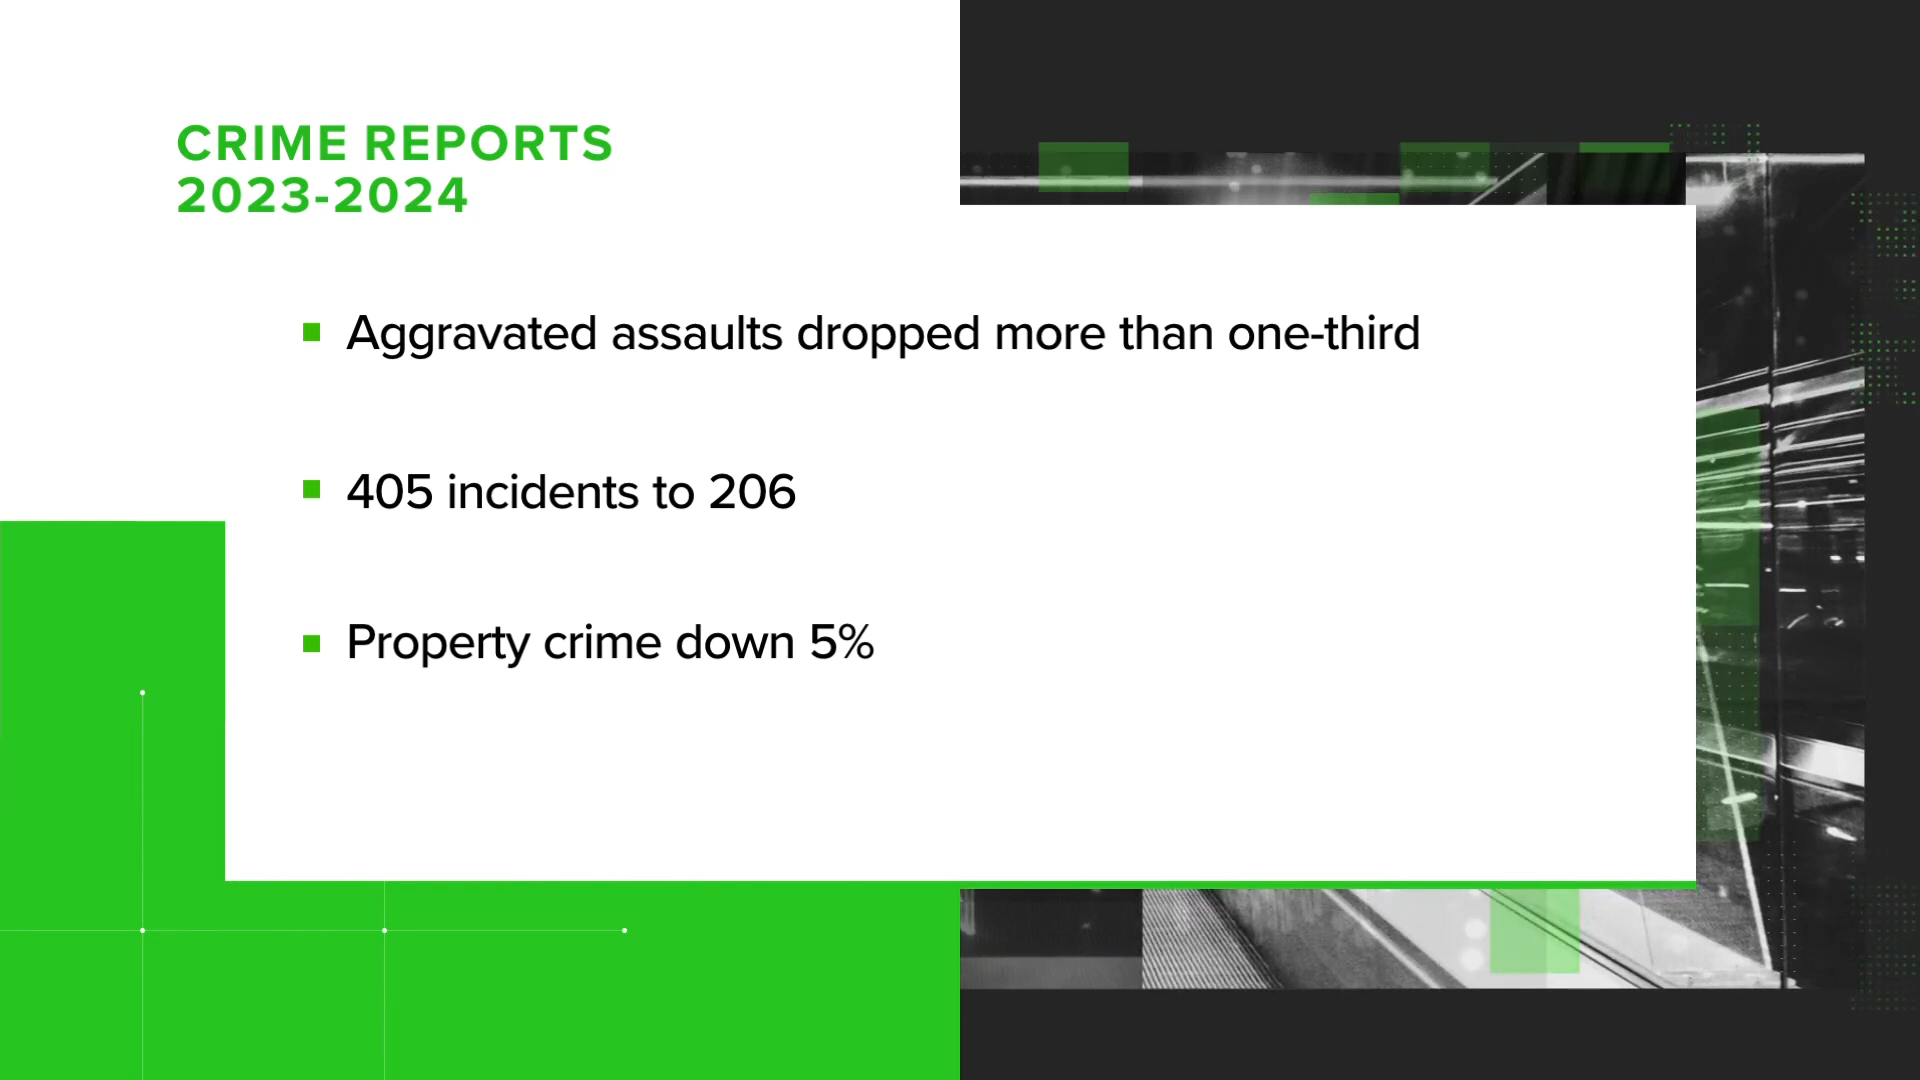 CRIME REPORTS
2023-2024
Aggravated assaults dropped more than one-third
405 incidents to 206
Property crime down 5%